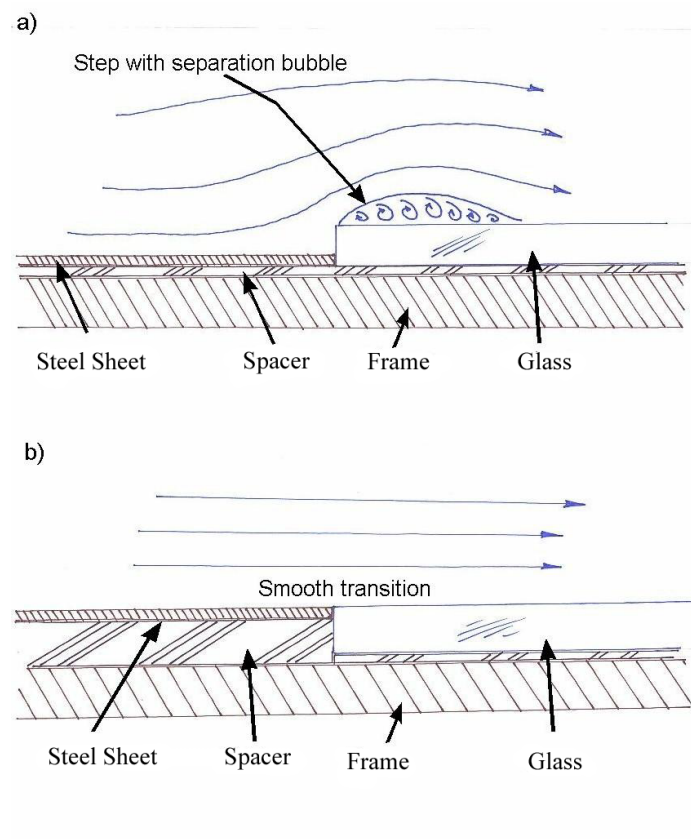 a)
Step with separation bubble
Steel Sheet
Spacer
Frame
Glass
b)
Smooth transition
Steel Sheet
Spacer
Frame
Glass